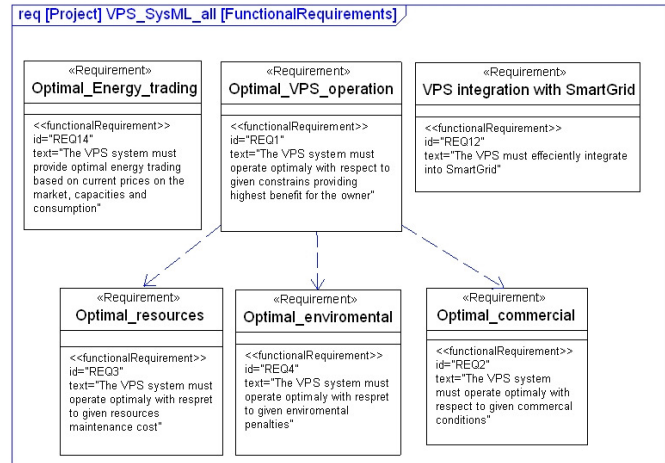 req [Project] VPS_SysML_all [FunctionalRequirements]
«Requirement»
Optimal_Energy_trading
<<functionalRequirement>>
id="REQ14"
text="The VPS system must
provide optimal energy trading
based on current prices on the
market, capacities and
consumption"
«Requirement»
Optimal_VPS_operation
<<functionalRequirement>>
id="REQ1"
text="The VPS system must
operate optimaly with respect to
given constrains providing
highest benefit for the owner"
«Requirement»
VPS integration with SmartGrid
<<functionalRequirement>>
id="REQ12"
text="The VPS must effeciently integrate
into SmartGrid"
«Requirement»
Optimal_resources
<<functionalRequirement>>
id="REQ3"
text="The VPS system must
operate optimaly with respret
to given resources
maintenance cost"
«Requirement»
Optimal_enviromental
<<functionalRequirement>>
id="REQ4"
text="The VPS system must
operate optimaly with respret
to given enviromental
penalties"
«Requirement»
Optimal_commercial
<<functionalRequirement>>
id="REQ2"
text="The VPS system
must operate optimaly with
respect to given commercal
conditions"